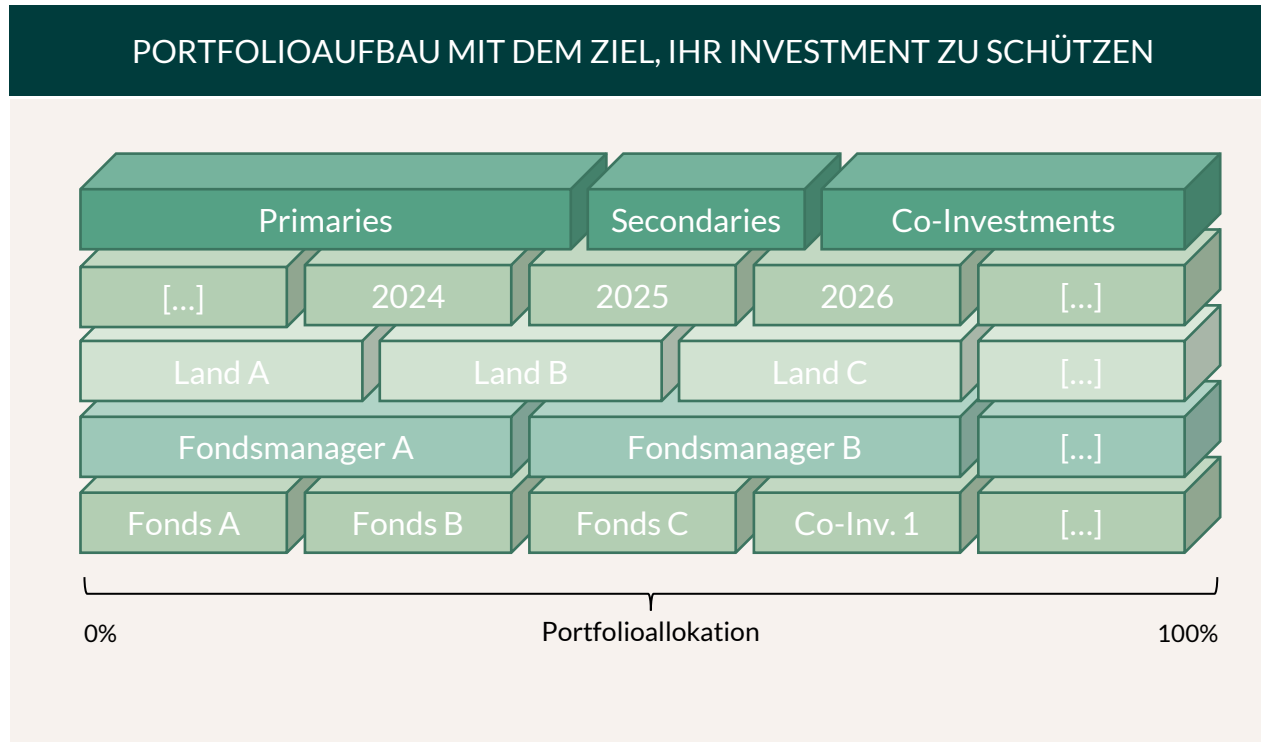 PORTFOLIOAUFBAU MIT DEM ZIEL, IHR INVESTMENT ZU SCHÜTZEN
Primaries Secondaries Co-Investments
[...] 2024 2025 2026 [...]
Land A Land B Land C [...]
Fondsmanager A Fondsmanager B [...]
Fonds A Fonds B Fonds C Co-Inv. 1 [...]
0% Portfolioallokation 100%